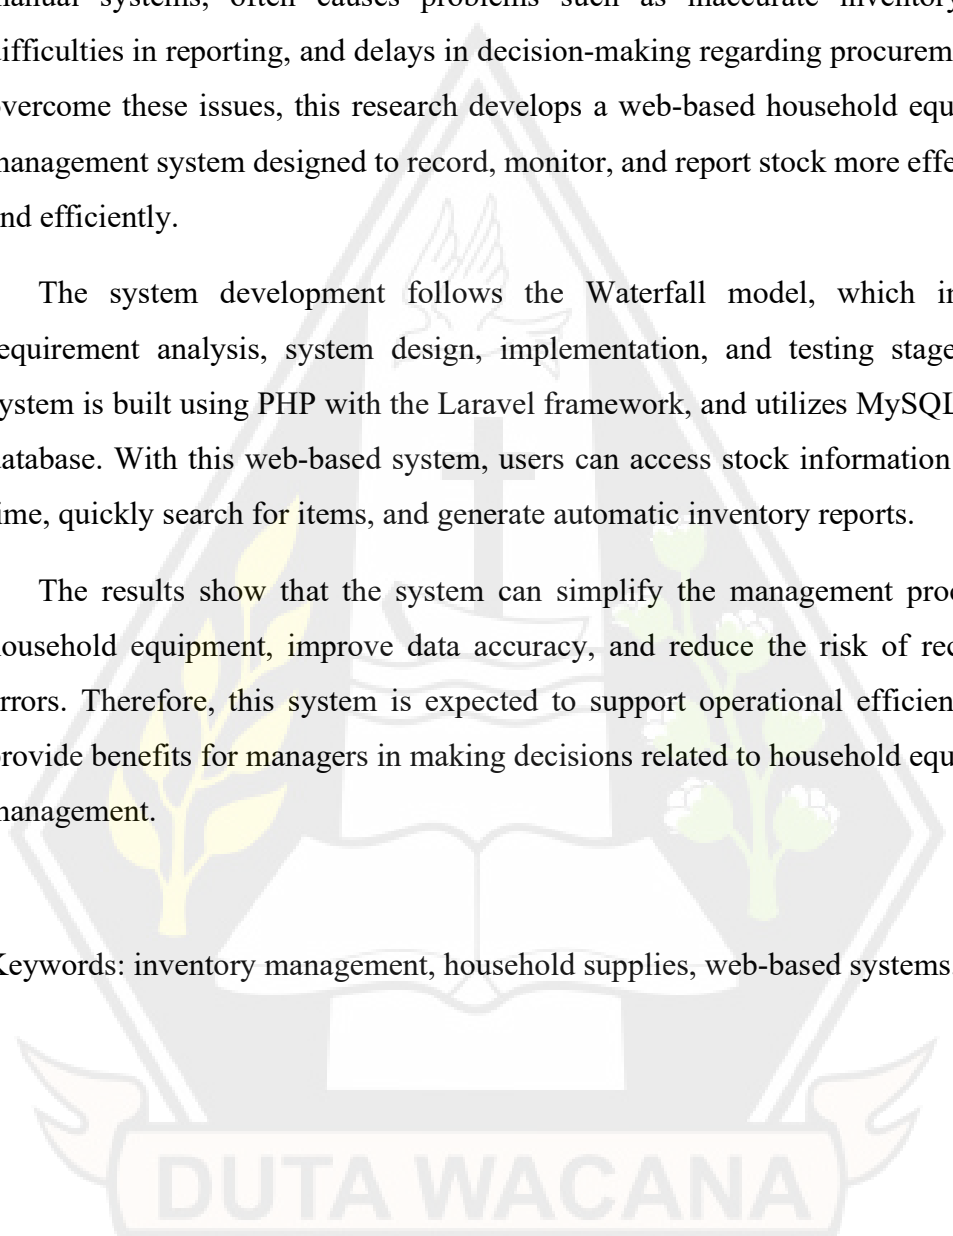 manual systems, often causes problems such as inaccurate inventory
difficulties in reporting, and delays in decision-making regarding procurem
overcome these issues, this research develops a web-based household equ
management system designed to record, monitor, and report stock more effe
and efficiently.
The system development follows the Waterfall model, which in
requirement analysis, system design, implementation, and testing stage
system is built using PHP with the Laravel framework, and utilizes MySQL
database. With this web-based system, users can access stock information
time, quickly search for items, and generate automatic inventory reports.
The results show that the system can simplify the management proc
household equipment, improve data accuracy, and reduce the risk of rec
errors. Therefore, this system is expected to support operational efficien
provide benefits for managers in making decisions related to household equ
management.
Keywords: inventory management, household supplies, web-based systems.
DUTA WACANA